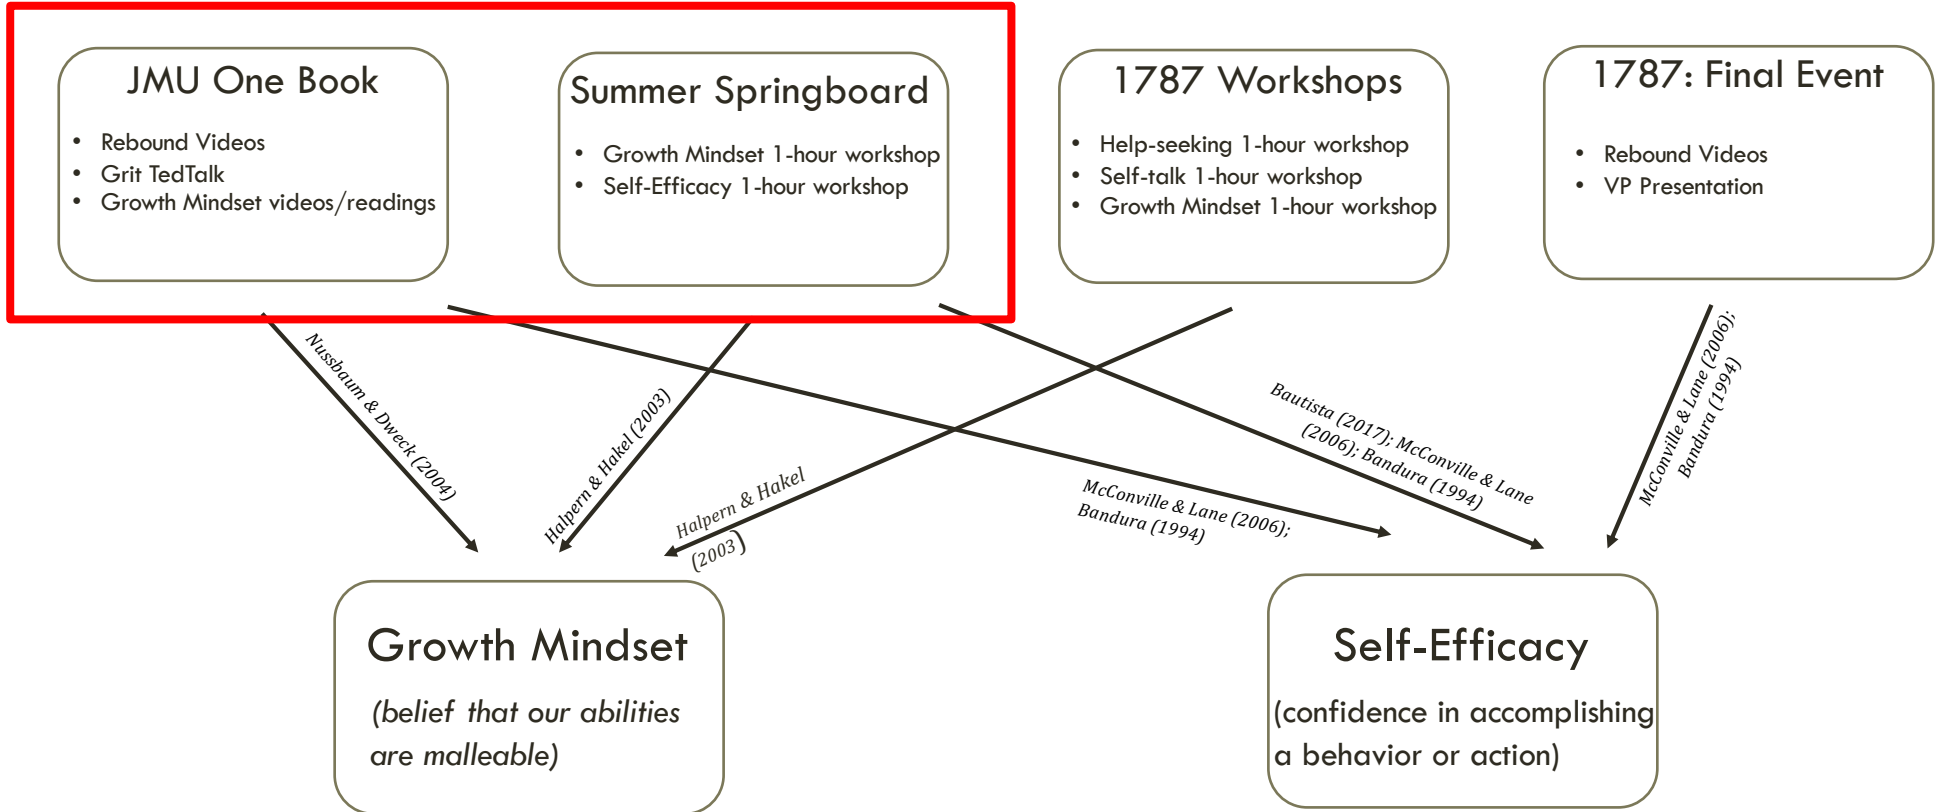 JMU One Book
• Rebound Videos
• Grit TedTalk
• Growth Mindset videos/readings
Summer Springboard
• Growth Mindset 1-hour workshop
• Self-Efficacy 1-hour workshop
1787 Workshops
• Help-seeking 1-hour workshop
• Self-talk 1-hour workshop
• Growth Mindset 1-hour workshop
1787: Final Event
• Rebound Videos
• VP Presentation
Nussbaum & Dweck (2004)
Halpern & Hakel (2003)
Halpern & Hakel
(2003)
McConville & Lane (2006);
Bandura (1994)
Bautista (2017); McConville & Lane
(2006); Bandura (1994)
McConville & Lane (2006);
Bandura (1994)
Growth Mindset
(belief that our abilities
are malleable)
Self-Efficacy
(confidence in accomplishing
a behavior or action)